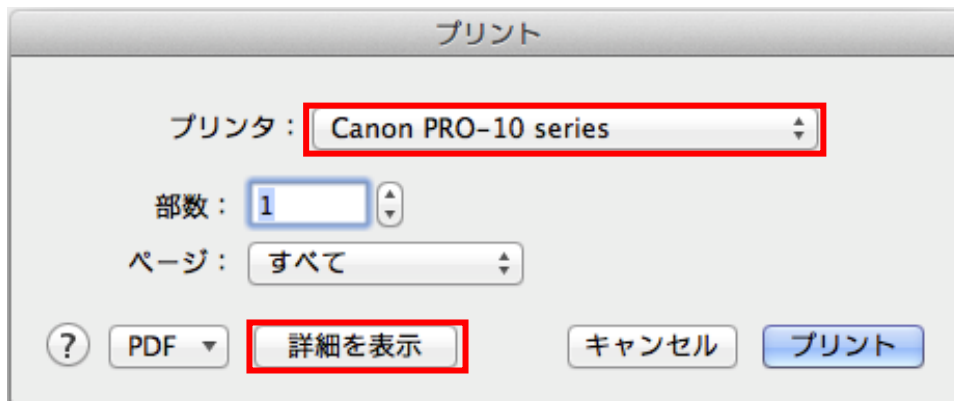 プリント
プリンタ： Canon PRO-10 series
部数： 1
ページ： すべて
? PDF 詳細を表示 キャンセル プリント